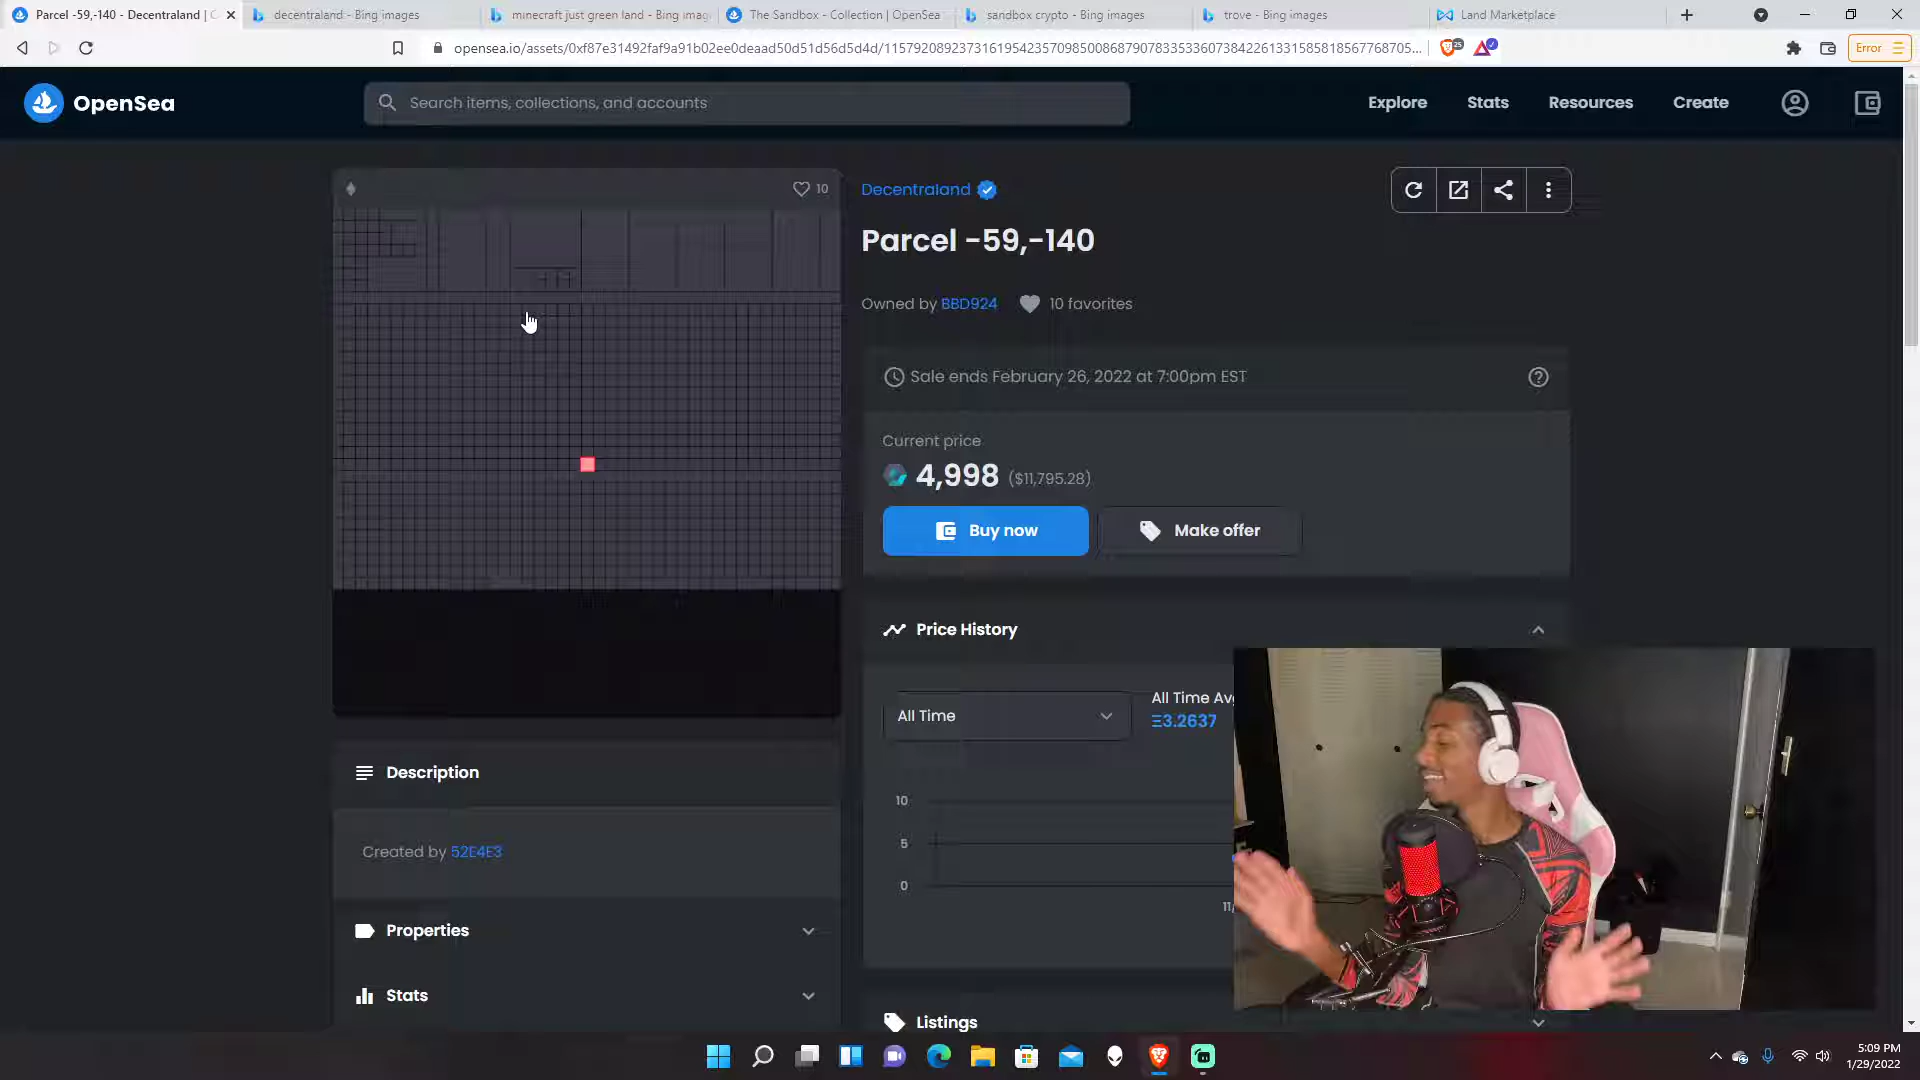 Parcel -59,-140 - Decentraland | C
decentraland - Bing images
minecraft just green land - Bing imag
The Sandbox - Collection | OpenSea
sandbox crypto - Bing images
trove - Bing images
Land Marketplace
opensea.io/assets/0xf87e31492faf9a91b02ee0deaad50d51d56d5d4d/115792089237316195423570985008687907833533607384226133158581856776870​5...
25
Error
OpenSea
Search items, collections, and accounts
Explore
Stats
Resources
Create
10
Decentraland
Parcel -59,-140
Owned by BBD924
10 favorites
Sale ends February 26, 2022 at 7:00pm EST
Current price
4,998 ($11,795.28)
Buy now
Make offer
Price History
All Time
All Time Av
Ξ3.2637
10
5
0
11/
Description
Created by 52E4E3
Properties
Stats
Listings
5:09 PM
1/29/2022